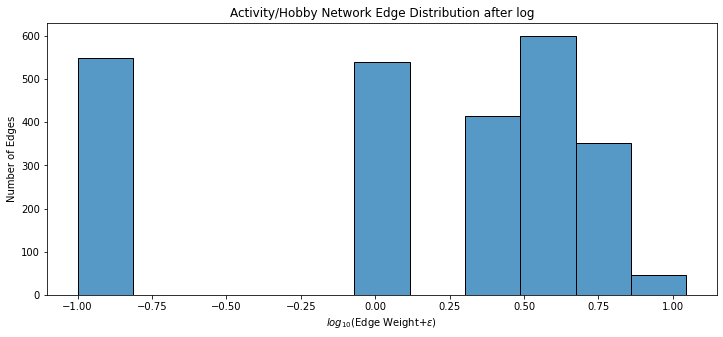 Activity/Hobby Network Edge Distribution after log
Number of Edges
600
500
400
300
200
100
0
−1.00 −0.75 −0.50 −0.25 0.00 0.25 0.50 0.75 1.00
log₁₀(Edge Weight+ε)